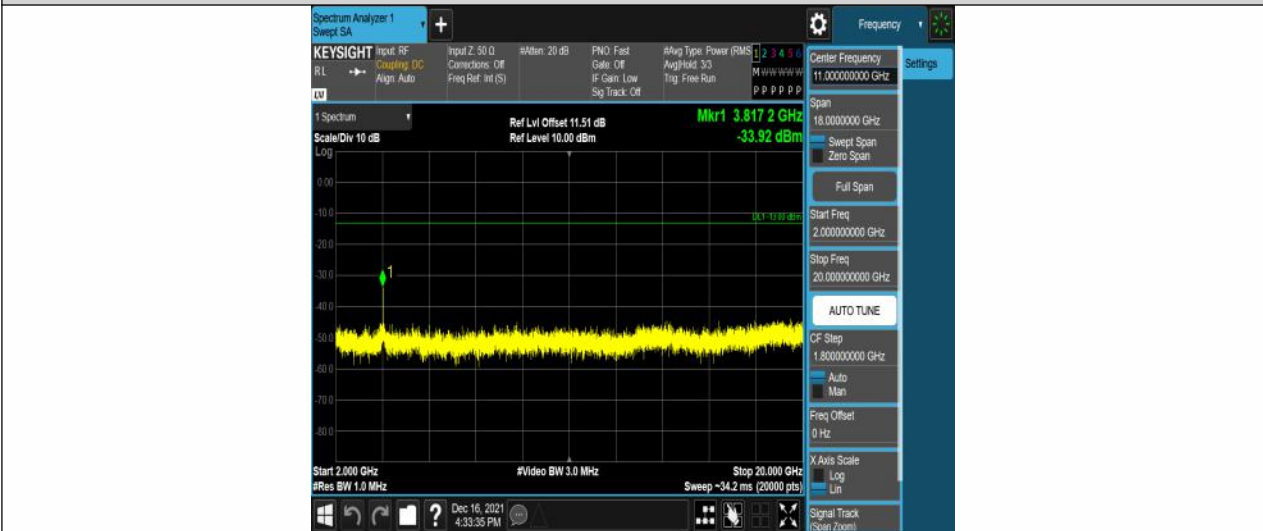 Spectrum Analyzer 1
Swept SA
Frequency
KEYSIGHT
RL
LV
Input: RF
Coupling: DC
Align: Auto
Input Z: 50 Ω
Corrections: Off
Freq Ref: Int (S)
#Atten: 20 dB
PNO: Fast
Gate: Off
IF Gain: Low
Sig Track: Off
#Avg Type: Power (RMS
Avg|Hold: 3/3
Trig: Free Run
1 2 3 4 5 6
M W W W W W
P P P P P P
1 Spectrum
Scale/Div 10 dB
Ref Lvl Offset 11.51 dB
Ref Level 10.00 dBm
Mkr1 3.817 2 GHz
-33.92 dBm
Log
0.00
-10.0
DL1 -13.00 dBm
-20.0
-30.0
1
-40.0
-50.0
-60.0
-70.0
-80.0
Start 2.000 GHz
#Video BW 3.0 MHz
Stop 20.000 GHz
#Res BW 1.0 MHz
Sweep ~34.2 ms (20000 pts)
Dec 16, 2021
4:33:35 PM
Center Frequency
11.000000000 GHz
Settings
Span
18.0000000 GHz
Swept Span
Zero Span
Full Span
Start Freq
2.000000000 GHz
Stop Freq
20.000000000 GHz
AUTO TUNE
CF Step
1.800000000 GHz
Auto
Man
Freq Offset
0 Hz
X Axis Scale
Log
Lin
Signal Track
(Span Zoom)